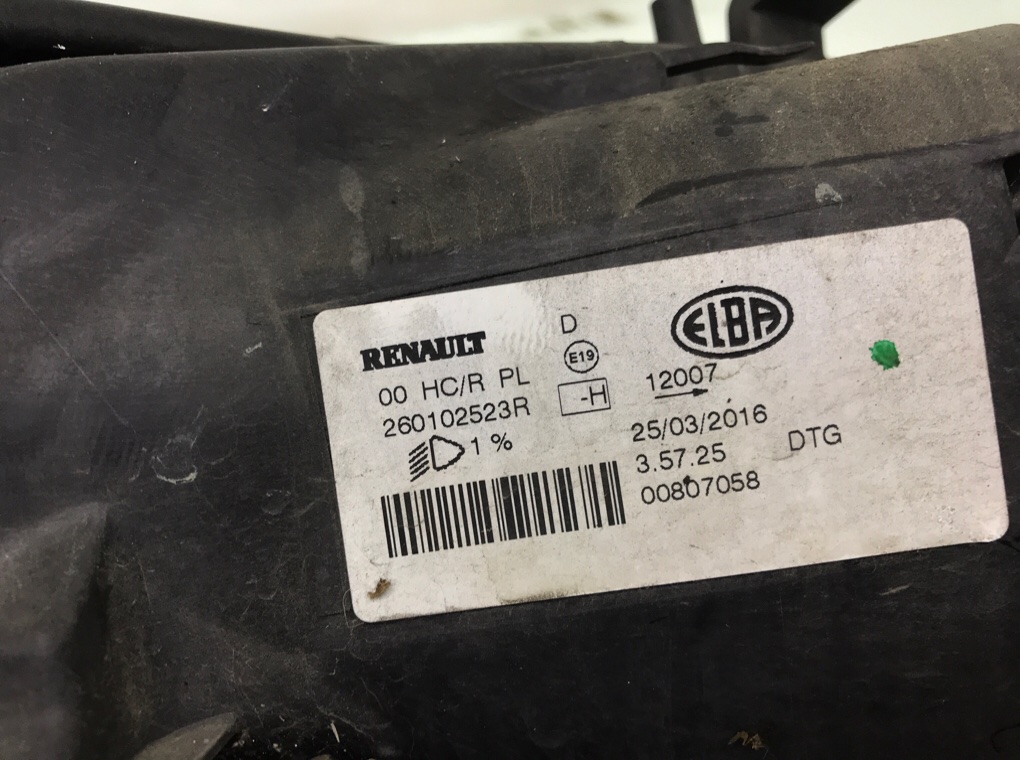 RENAULT
00 HC/R PL
260102523R
1 %
D
E19
-H
ELBA
12007
25/03/2016
3.57.25
DTG
00807058